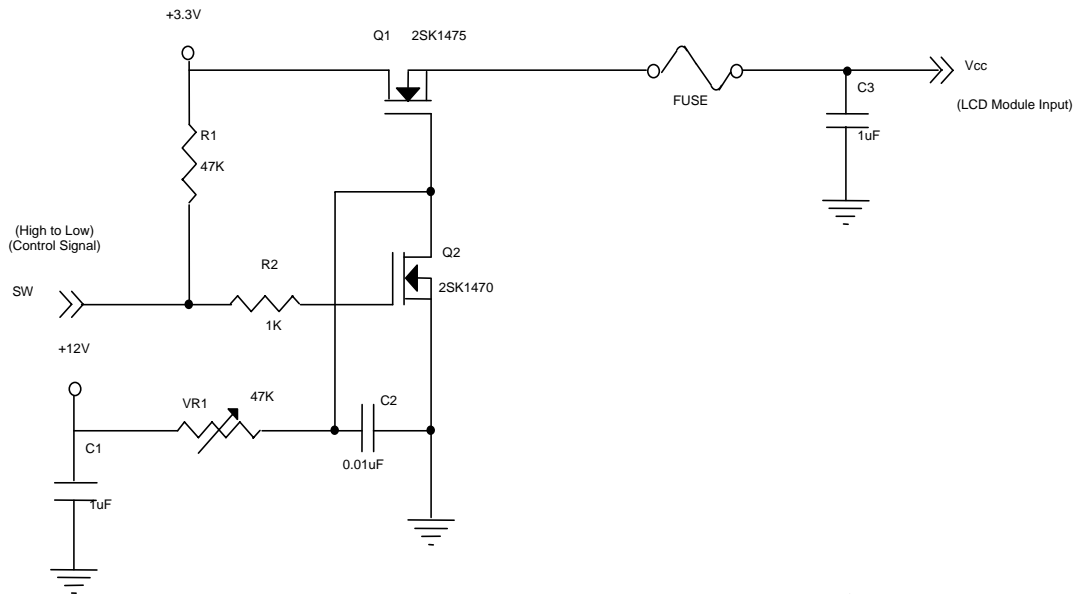 +3.3V
Q1 2SK1475
Vcc
C3
FUSE
(LCD Module Input)
R1
1uF
47K
(High to Low)
(Control Signal)
Q2
R2
SW
2SK1470
1K
+12V
47K
VR1
C2
C1
0.01uF
1uF